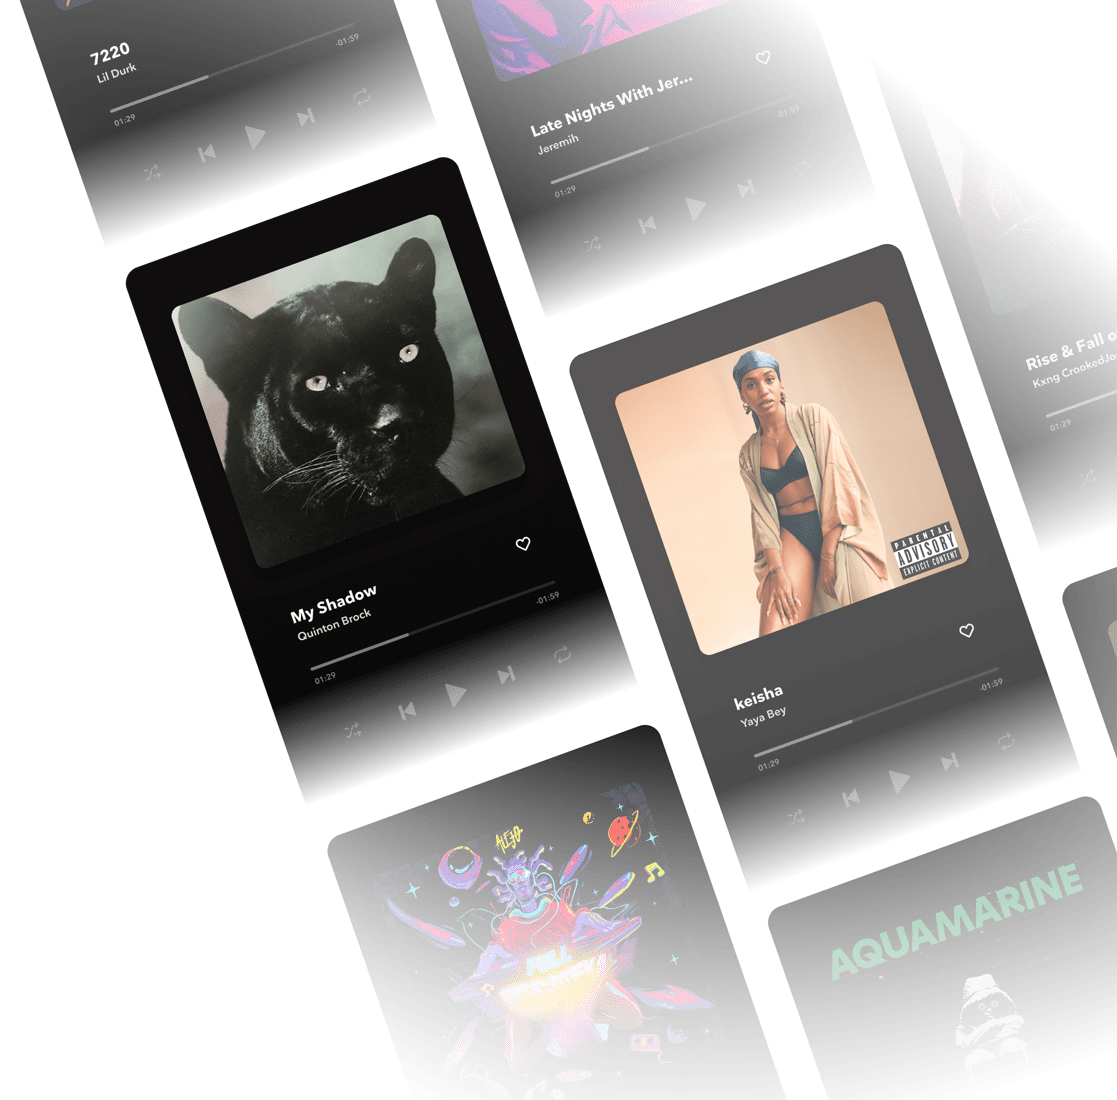 7220
Lil Durk
01:29
-01:59
Late Nights With Jer...
Jeremih
01:29
-01:59
Rise & Fall o
Kxng CrookedJo
01:29
My Shadow
Quinton Brock
01:29
-01:59
PARENTAL
ADVISORY
EXPLICIT CONTENT
keisha
Yaya Bey
01:29
-01:59
ALEJO
AQUAMARINE